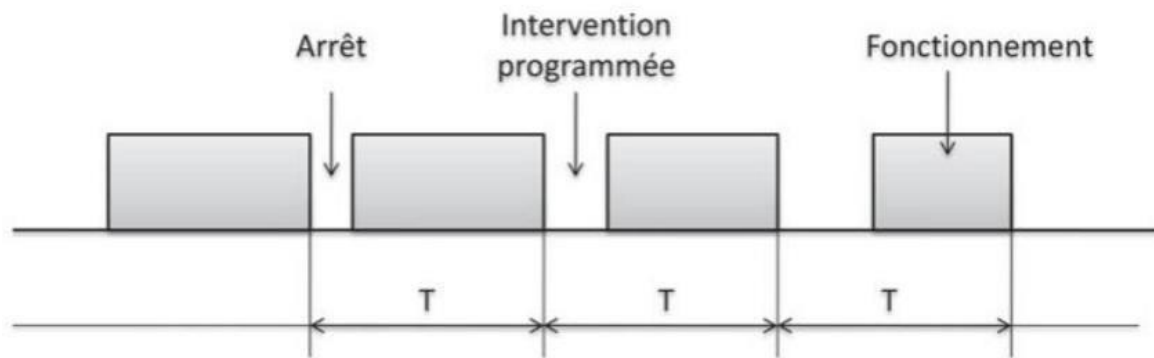 Arrêt
Intervention
programmée
Fonctionnement
T
T
T